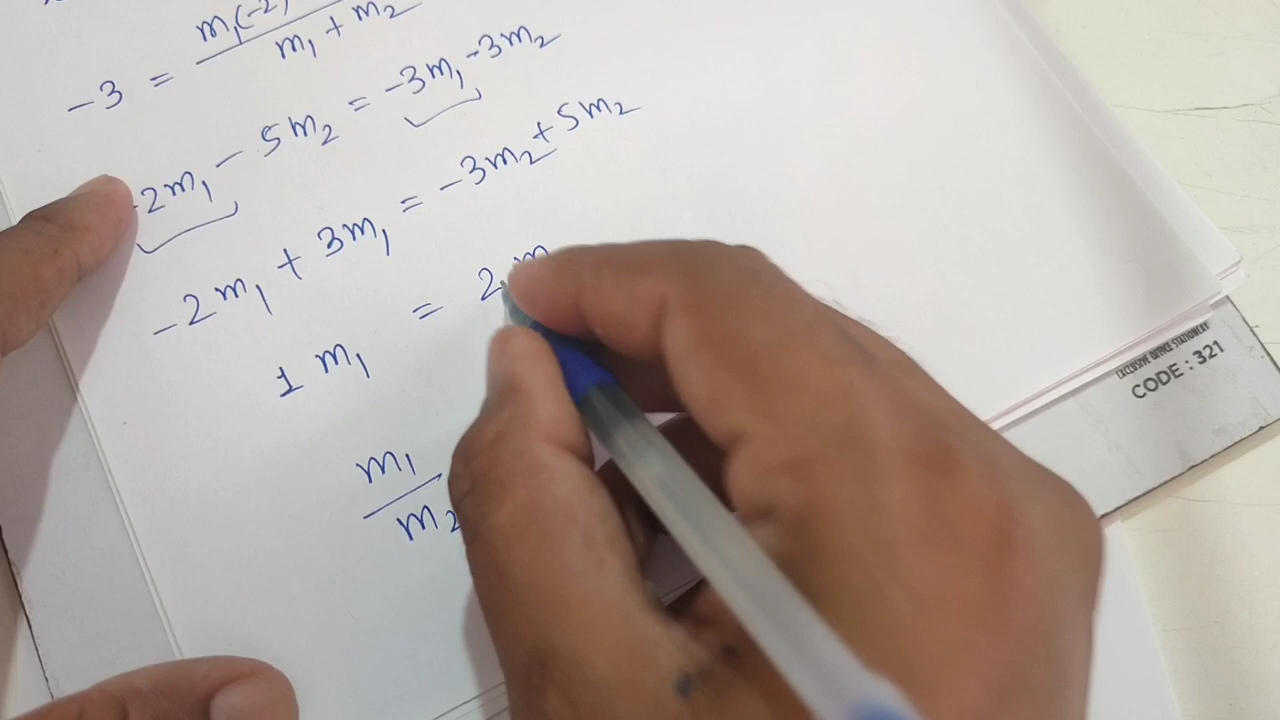 -3 = m₁(-2) / m₁ + m₂
-2m₁ - 5m₂ = -3m₁ - 3m₂
-2m₁ + 3m₁ = -3m₂ + 5m₂
1 m₁ = 2 m
m₁ / m₂
EXCLUSIVE OFFICE STATIONERY
CODE : 321